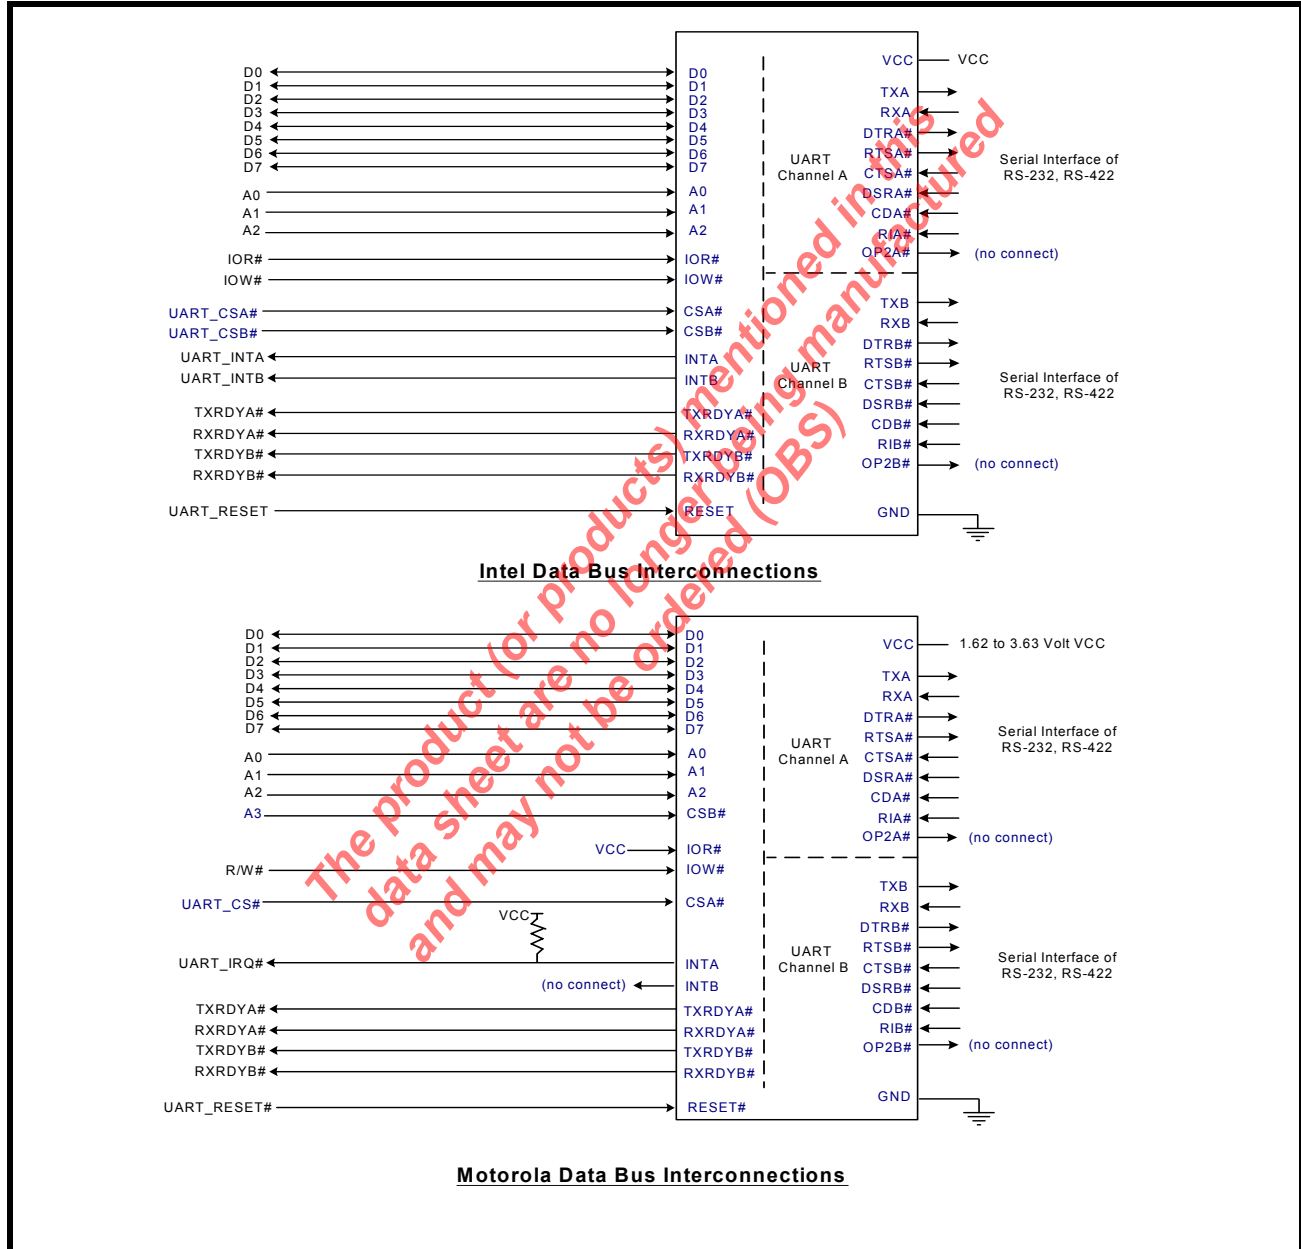 D0
D1
D2
D3
D4
D5
D6
D7
A0
A1
A2
IOR#
IOW#
UART_CSA#
UART_CSB#
UART_INTA
UART_INTB
TXRDYA#
RXRDYA#
TXRDYB#
RXRDYB#
UART_RESET
D0
D1
D2
D3
D4
D5
D6
D7
A0
A1
A2
IOR#
IOW#
CSA#
CSB#
INTA
INTB
TXRDYA#
RXRDYA#
TXRDYB#
RXRDYB#
RESET
UART
Channel A
UART
Channel B
VCC
TXA
RXA
DTRA#
RTSA#
CTSA#
DSRA#
CDA#
RIA#
OP2A#
TXB
RXB
DTRB#
RTSB#
CTSB#
DSRB#
CDB#
RIB#
OP2B#
GND
VCC
Serial Interface of
RS-232, RS-422
(no connect)
Serial Interface of
RS-232, RS-422
(no connect)
Intel Data Bus Interconnections
The product (or products) mentioned in this
data sheet are no longer being manufactured
and may not be ordered (OBS)
D0
D1
D2
D3
D4
D5
D6
D7
A0
A1
A2
A3
VCC
R/W#
UART_CS#
VCC
UART_IRQ#
(no connect)
TXRDYA#
RXRDYA#
TXRDYB#
RXRDYB#
UART_RESET#
D0
D1
D2
D3
D4
D5
D6
D7
A0
A1
A2
CSB#
IOR#
IOW#
CSA#
INTA
INTB
TXRDYA#
RXRDYA#
TXRDYB#
RXRDYB#
RESET#
UART
Channel A
UART
Channel B
VCC
TXA
RXA
DTRA#
RTSA#
CTSA#
DSRA#
CDA#
RIA#
OP2A#
TXB
RXB
DTRB#
RTSB#
CTSB#
DSRB#
CDB#
RIB#
OP2B#
GND
1.62 to 3.63 Volt VCC
Serial Interface of
RS-232, RS-422
(no connect)
Serial Interface of
RS-232, RS-422
(no connect)
Motorola Data Bus Interconnections